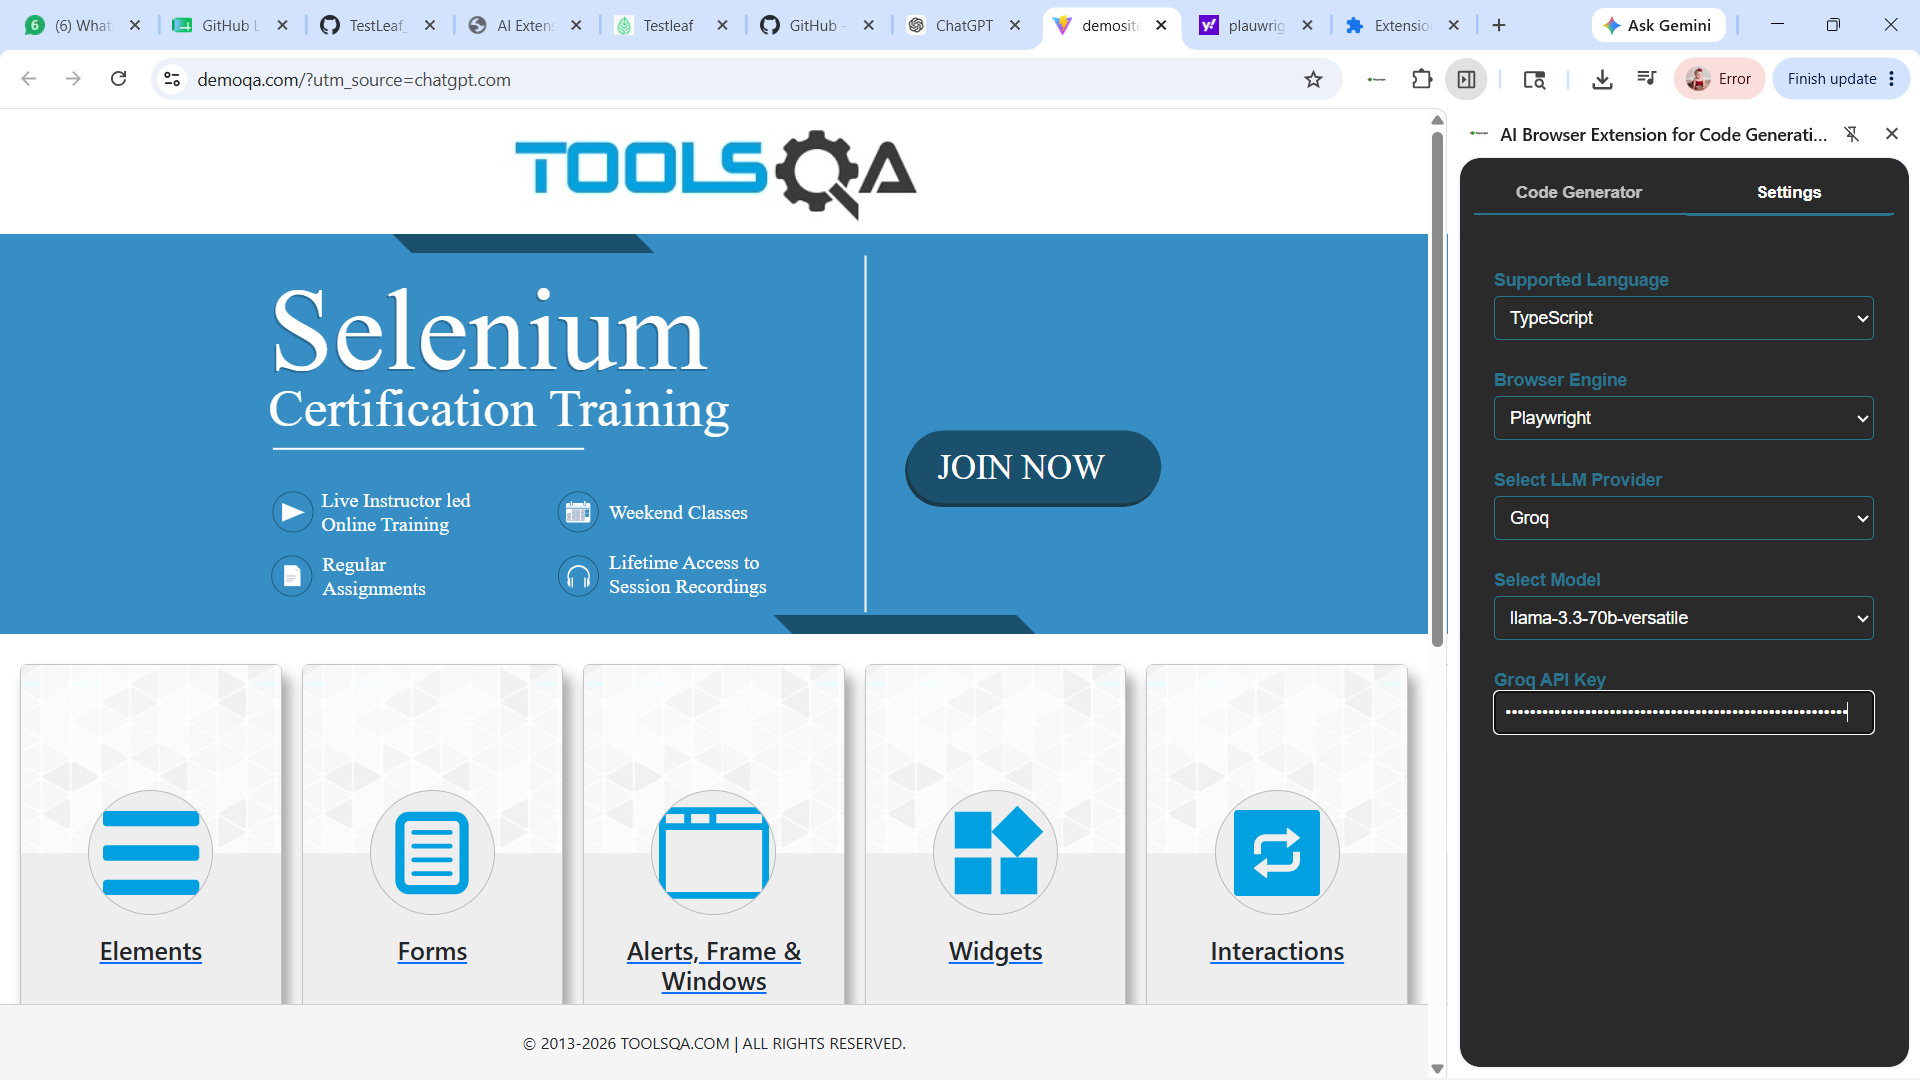 6
(6) What
GitHub L
TestLeaf_
AI Extens
Testleaf
GitHub -
ChatGPT
demosite
y!
plauwrig
Extension
Ask Gemini
demoqa.com/?utm_source=chatgpt.com
Error
Finish update
AI Browser Extension for Code Generati...
TOOLSQA
Code Generator
Settings
Selenium
Certification Training
Live Instructor led
Online Training
Weekend Classes
Regular
Assignments
Lifetime Access to
Session Recordings
JOIN NOW
Supported Language
TypeScript
Browser Engine
Playwright
Select LLM Provider
Groq
Select Model
llama-3.3-70b-versatile
Groq API Key
Elements
Forms
Alerts, Frame &
Windows
Widgets
Interactions
© 2013-2026 TOOLSQA.COM | ALL RIGHTS RESERVED.